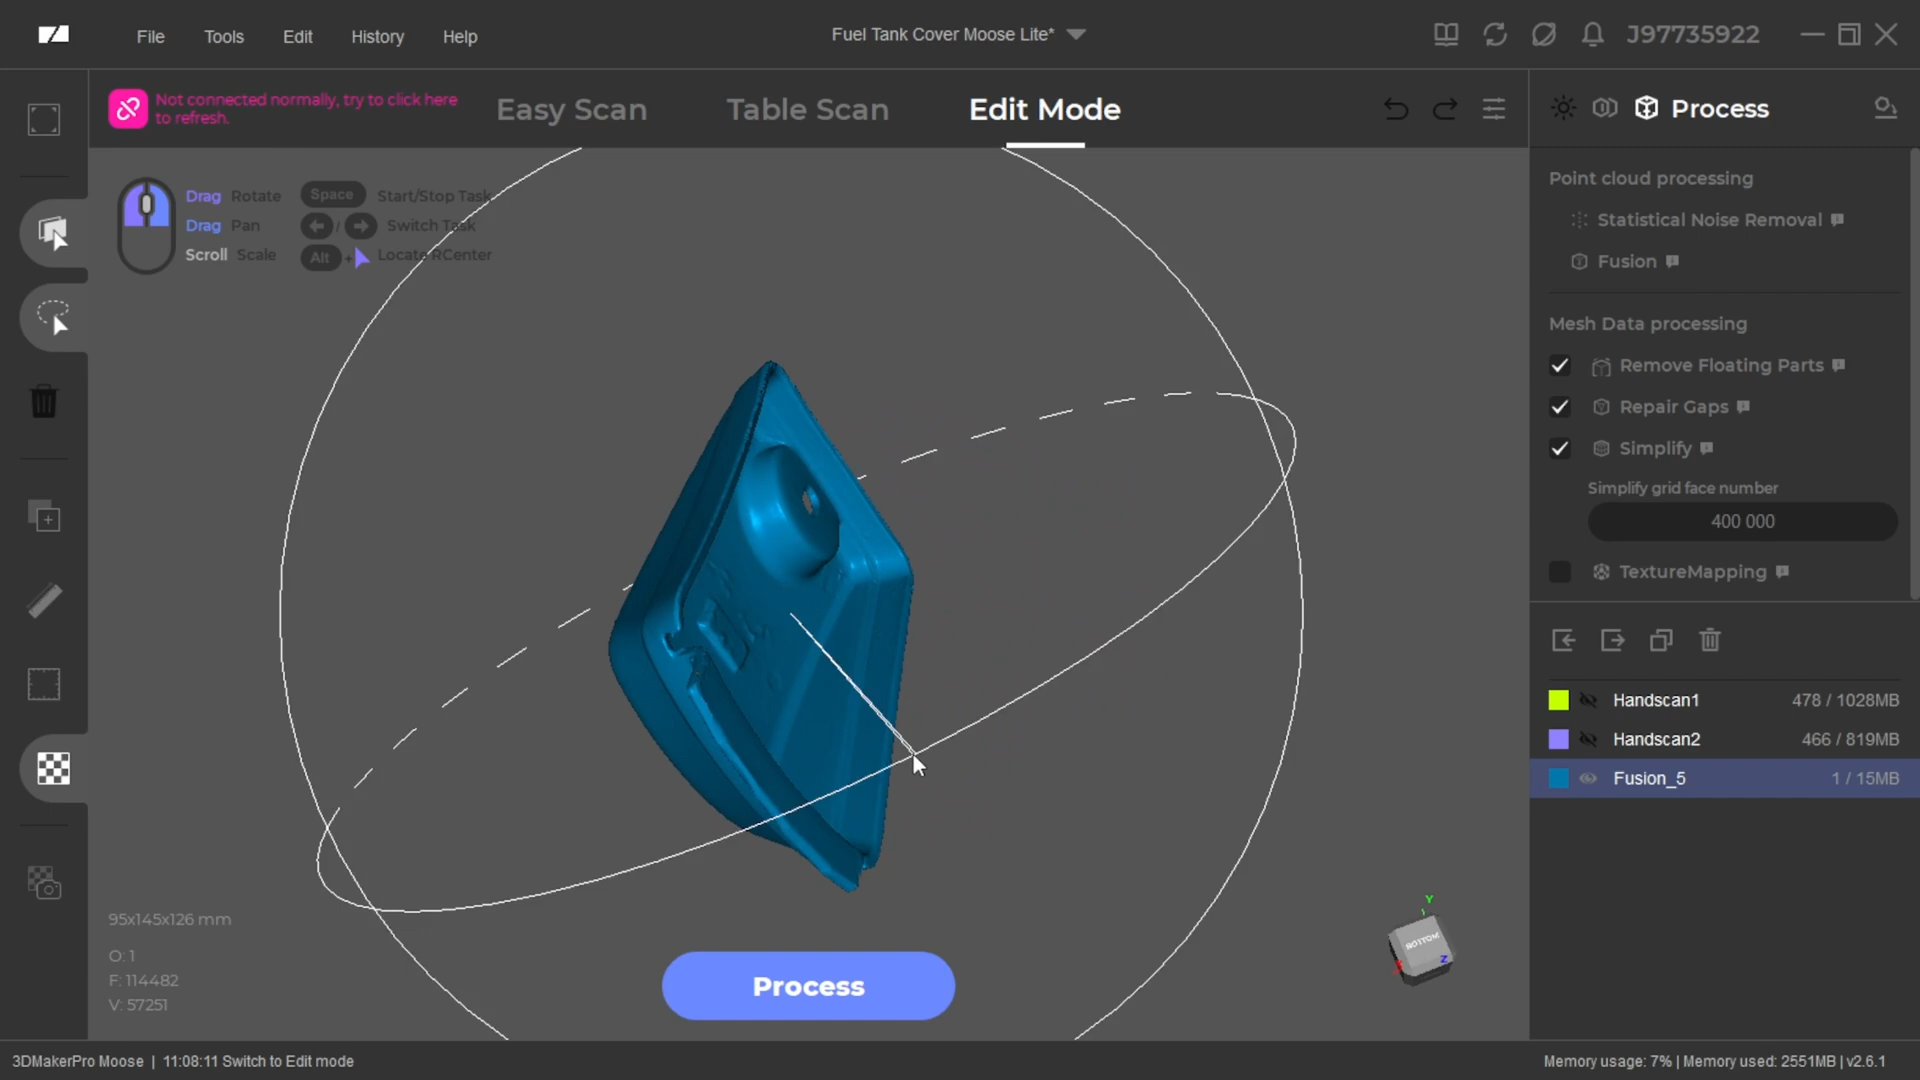 File Tools Edit History Help
Fuel Tank Cover Moose Lite*
J97735922
Not connected normally, try to click here
to refresh.
Easy Scan Table Scan Edit Mode
Process
Drag Rotate Space Start/Stop Task
Drag Pan / Switch Task
Scroll Scale Alt + Locate RCenter
Point cloud processing
Statistical Noise Removal
Fusion
Mesh Data processing
Remove Floating Parts
Repair Gaps
Simplify
Simplify grid face number
400 000
TextureMapping
Handscan1 478 / 1028MB
Handscan2 466 / 819MB
Fusion_5 1 / 15MB
95x145x126 mm
O: 1
F: 114482
V: 57251
Process
Y
BOTTOM
Z
3DMakerPro Moose | 11:08:11 Switch to Edit mode
Memory usage: 7% | Memory used: 2551MB | v2.6.1